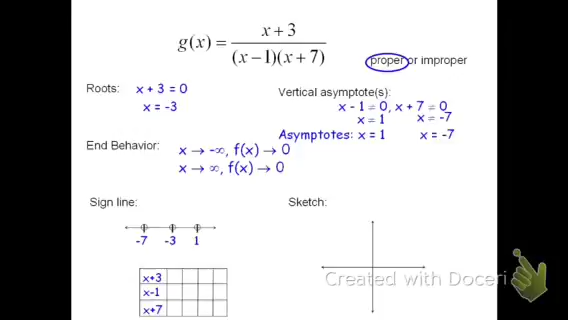 g(x) = x + 3 / (x − 1)(x + 7)
proper or improper
Roots: x + 3 = 0
x = -3
Vertical asymptote(s):
x - 1 = 0, x + 7 = 0
x = 1 x = -7
Asymptotes: x = 1 x = -7
End Behavior: x → -∞, f(x) → 0
x → ∞, f(x) → 0
Sign line:
-7 -3 1
x+3
x-1
x+7
Sketch:
Created with Doceri